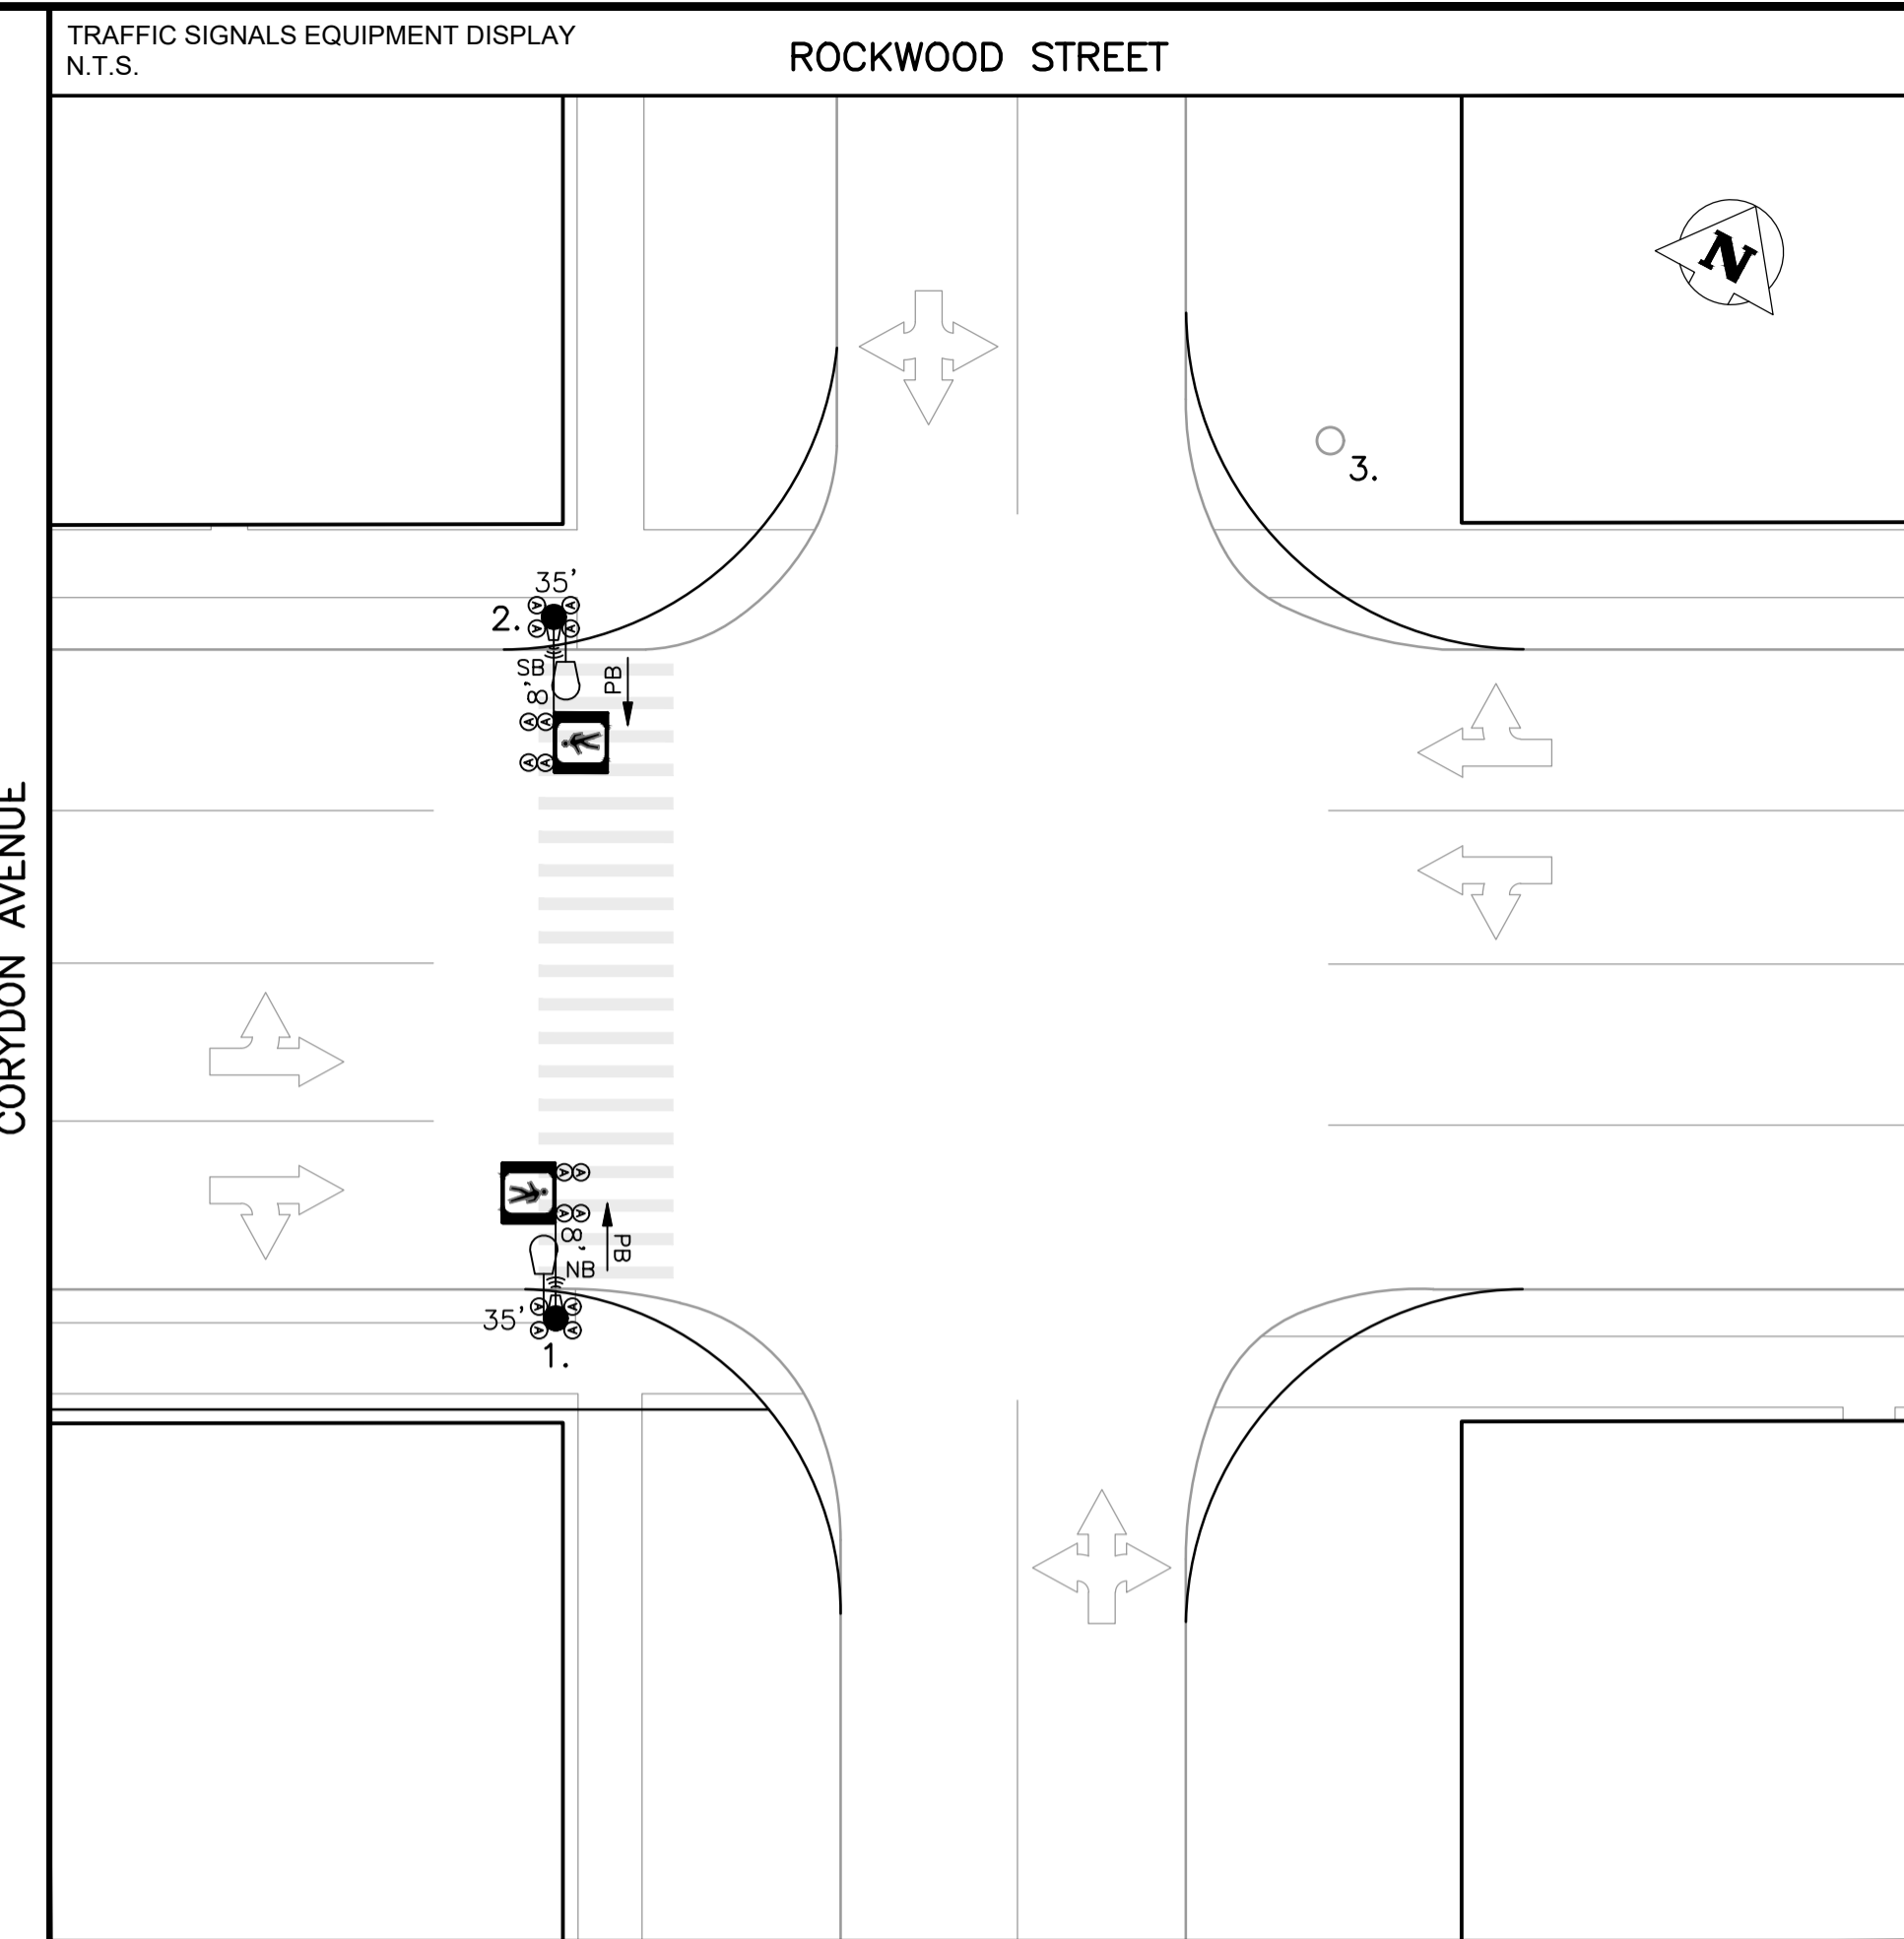 TRAFFIC SIGNALS EQUIPMENT DISPLAY
N.T.S.
ROCKWOOD STREET
N
3.
35'
A A
2.
A A
SB
PB
8'
A A
A A
CORYDON AVENUE
A A
A A
8'
PB
NB
35'
A A
A A
1.